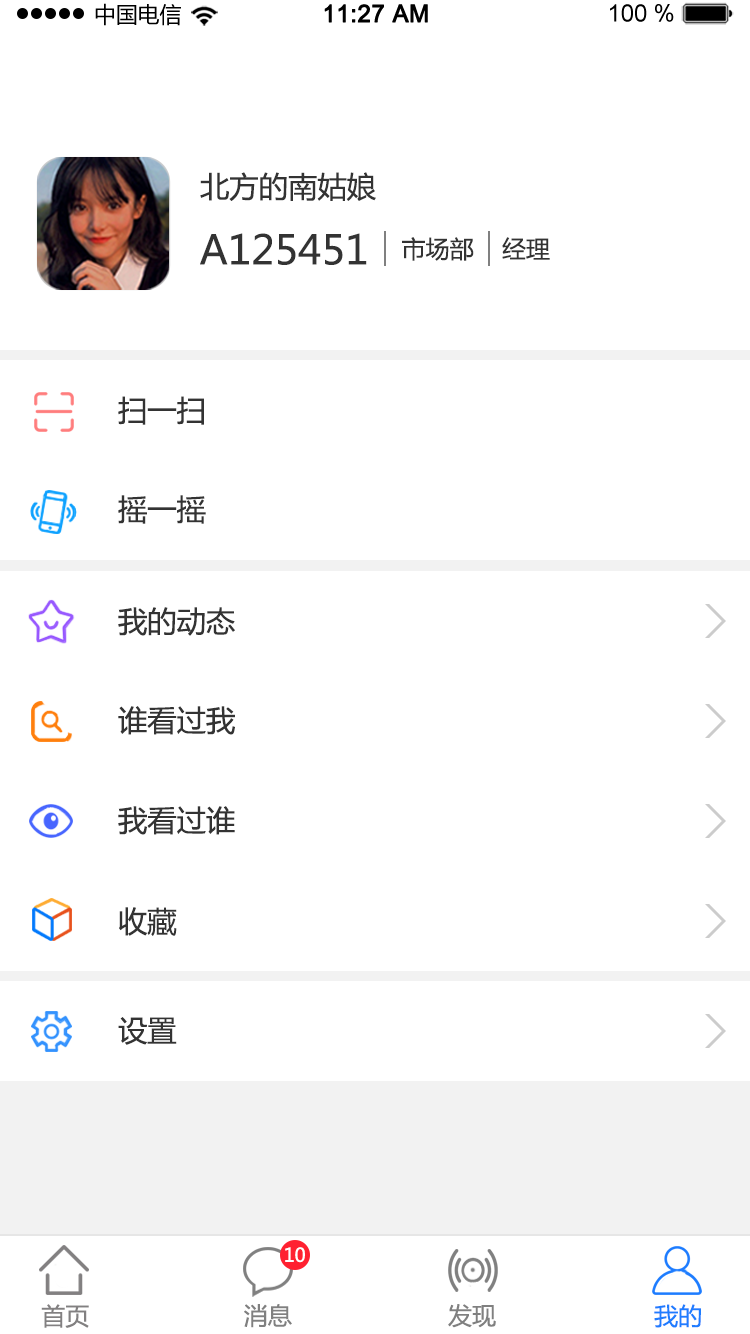 中国电信 11:27 AM 100 %
北方的南姑娘
A125451 市场部 经理
扫一扫
摇一摇
我的动态
谁看过我
我看过谁
收藏
设置
10
首页 消息 发现 我的